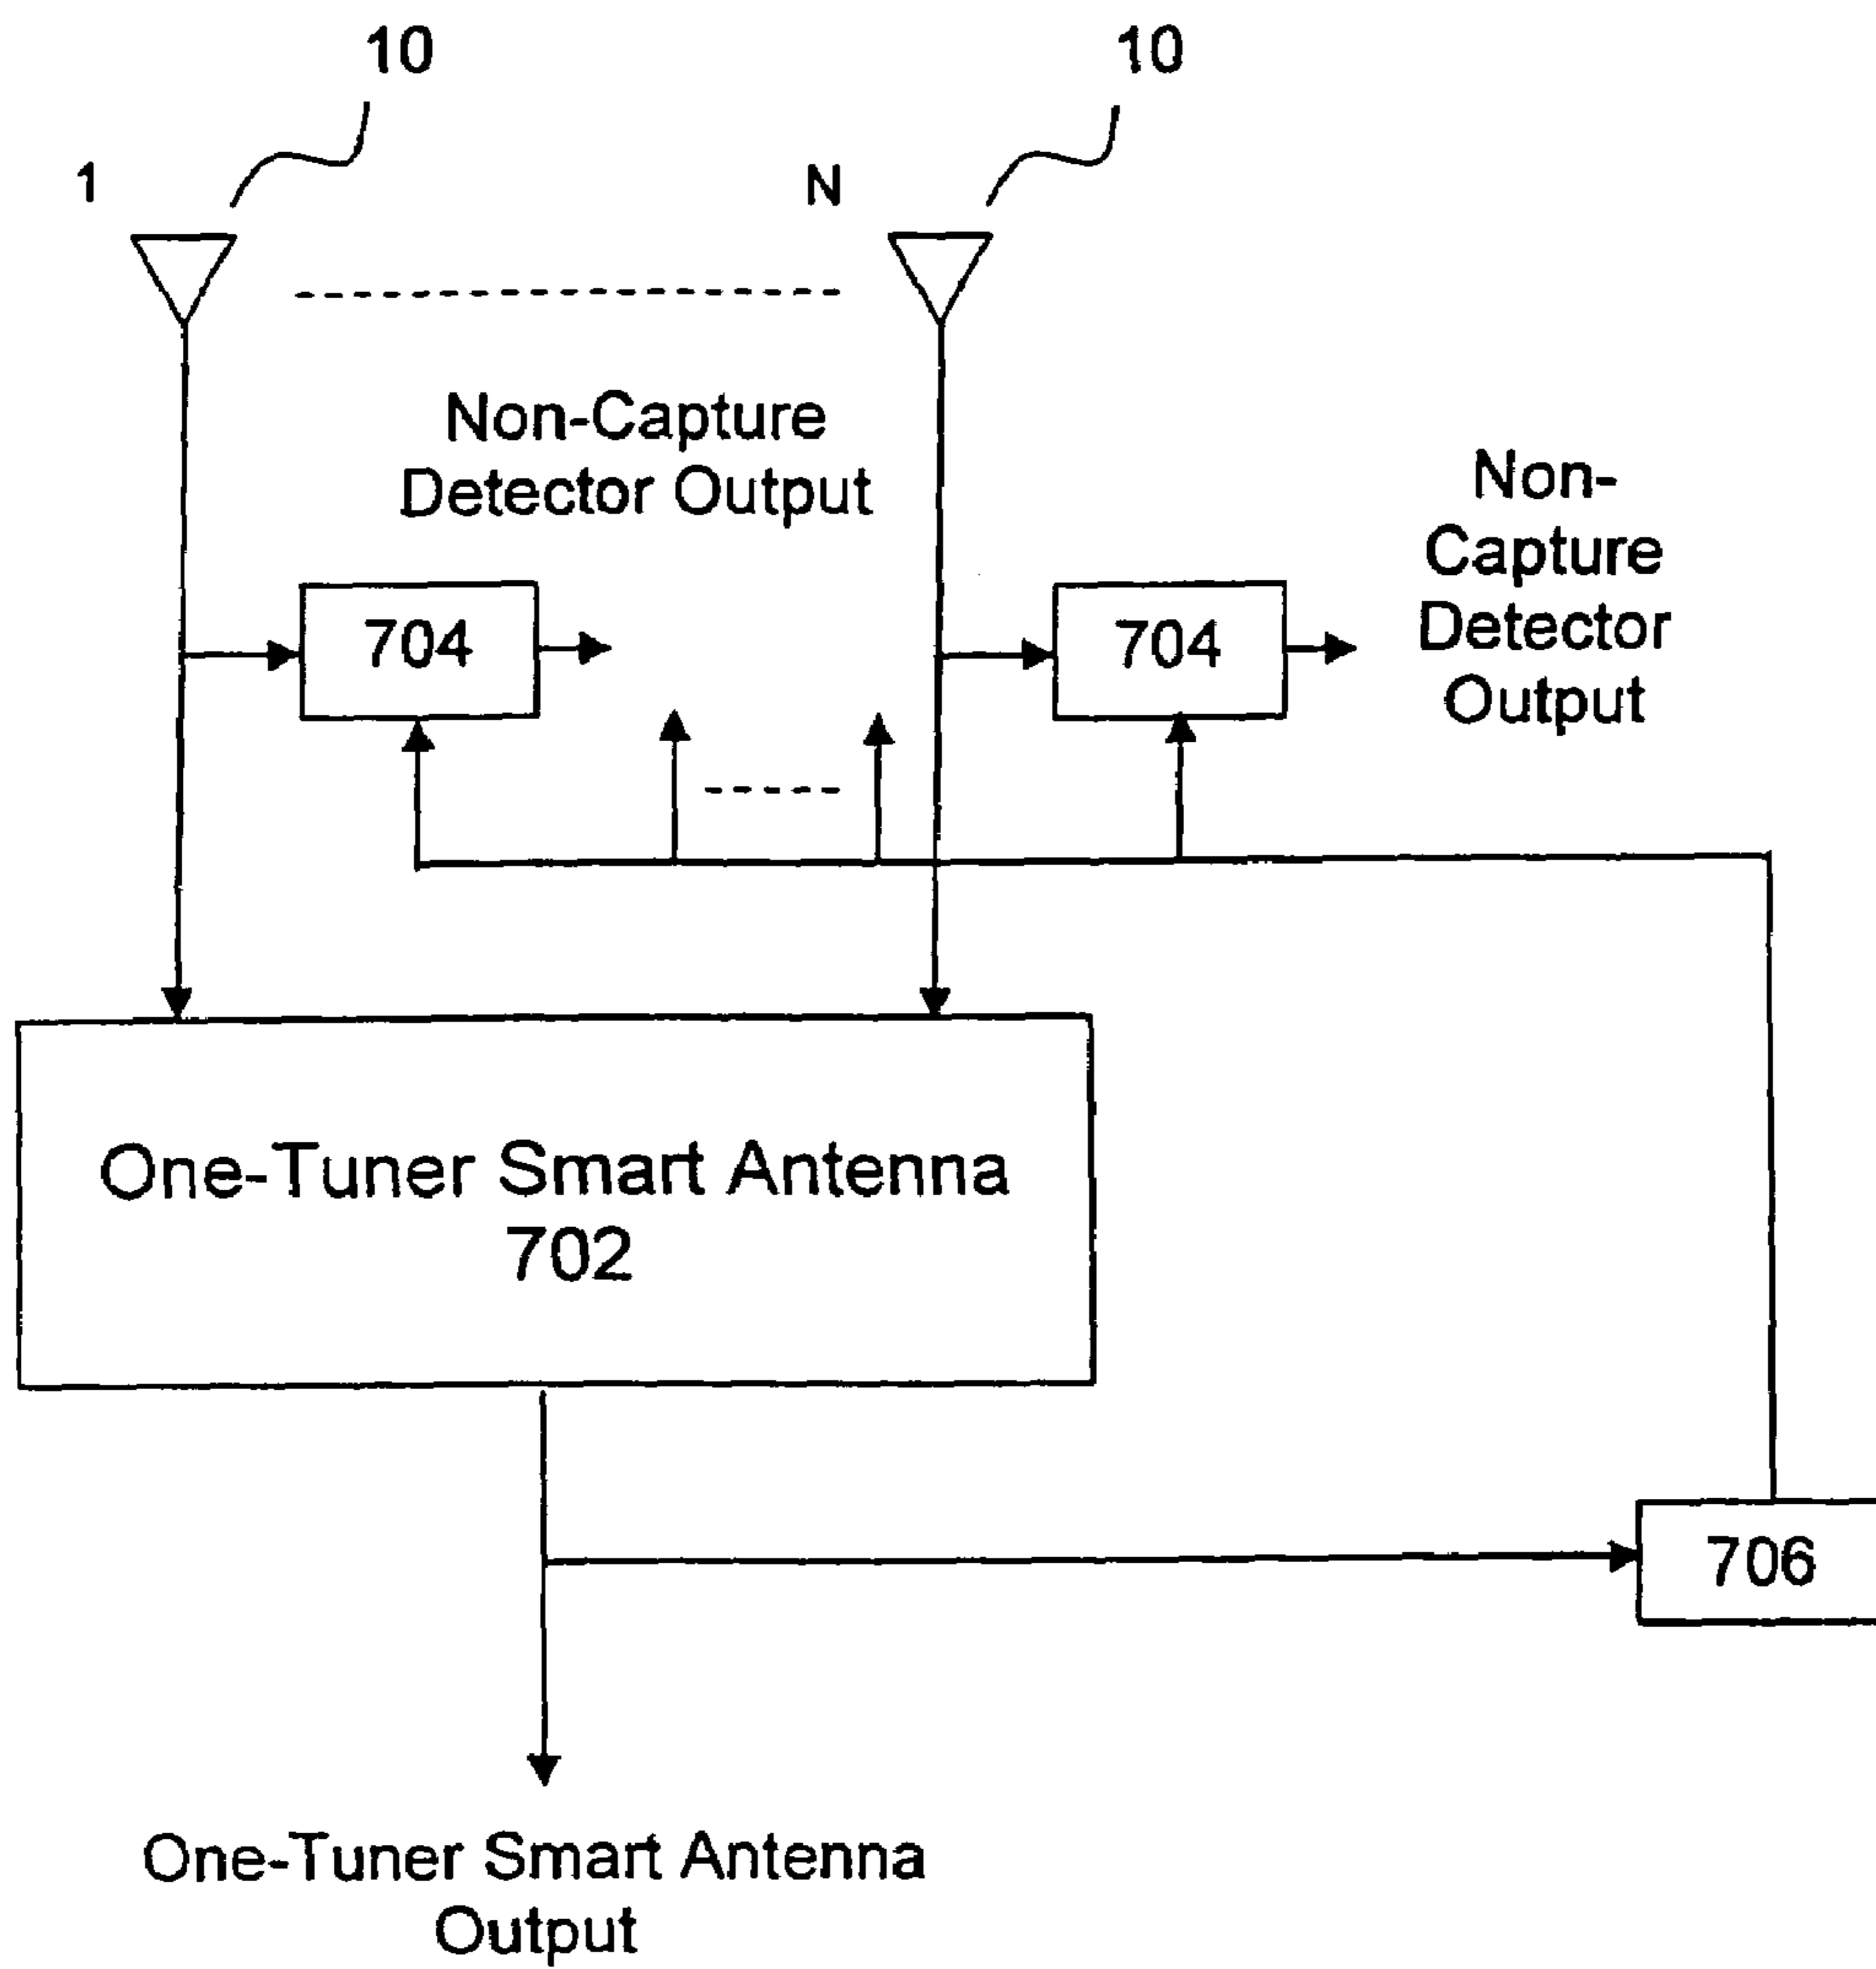 10
10
1
N
Non-Capture
Detector Output
Non-
Capture
Detector
Output
704
704
One-Tuner Smart Antenna
702
706
One-Tuner Smart Antenna
Output